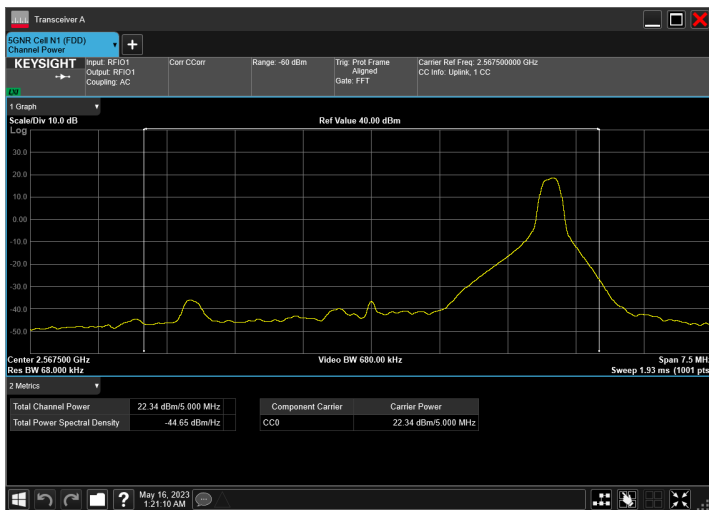 Transceiver A
5GNR Cell N1 (FDD)
Channel Power
KEYSIGHT
LXI
Input: RFIO1
Output: RFIO1
Coupling: AC
Corr CCorr
Range: -60 dBm
Trig: Prot Frame
Aligned
Gate: FFT
Carrier Ref Freq: 2.567500000 GHz
CC Info: Uplink, 1 CC
1 Graph
Scale/Div 10.0 dB
Ref Value 40.00 dBm
Log
30.0
20.0
10.0
0.00
-10.0
-20.0
-30.0
-40.0
-50.0
Center 2.567500 GHz
Video BW 680.00 kHz
Span 7.5 MH
Res BW 68.000 kHz
Sweep 1.93 ms (1001 pts
2 Metrics
Total Channel Power 22.34 dBm/5.000 MHz
Total Power Spectral Density -44.65 dBm/Hz
Component Carrier Carrier Power
CC0 22.34 dBm/5.000 MHz
?
May 16, 2023
1:21:10 AM